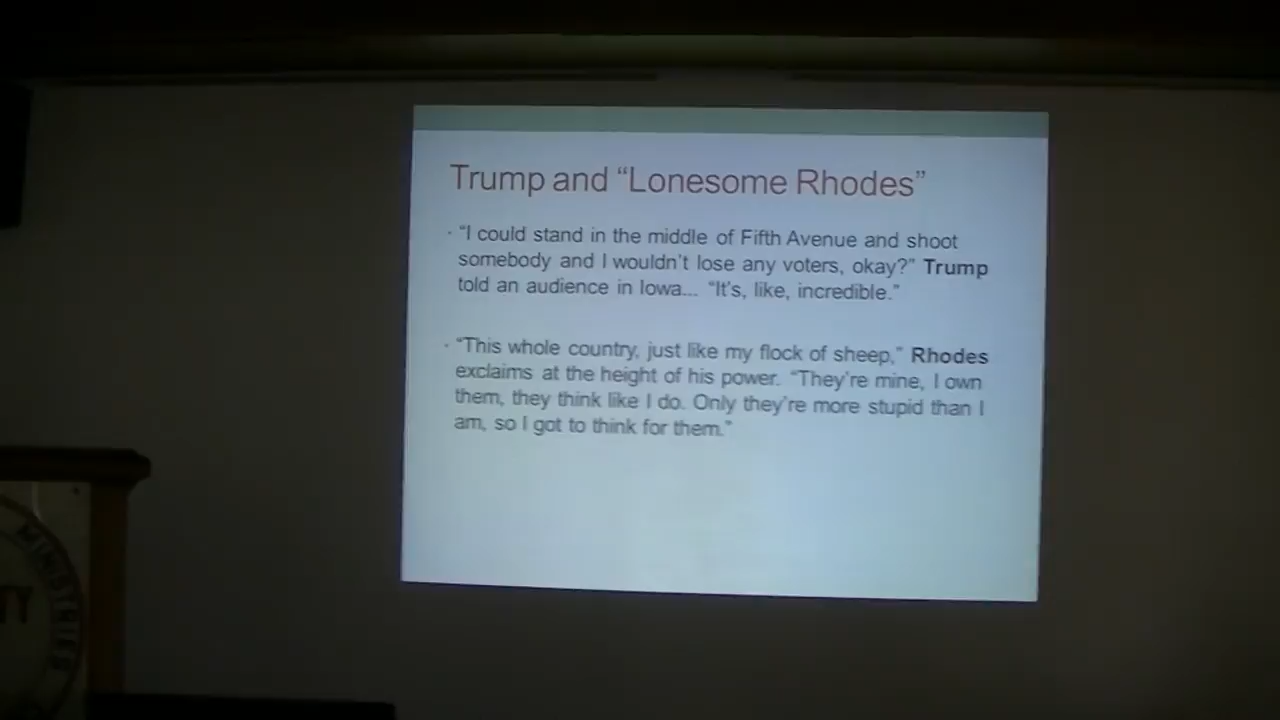 Trump and “Lonesome Rhodes”
· “I could stand in the middle of Fifth Avenue and shoot
somebody and I wouldn’t lose any voters, okay?” Trump
told an audience in Iowa... “It’s, like, incredible.”
· “This whole country, just like my flock of sheep,” Rhodes
exclaims at the height of his power. “They’re mine, I own
them, they think like I do. Only they’re more stupid than I
am, so I got to think for them.”
MINISTRIES